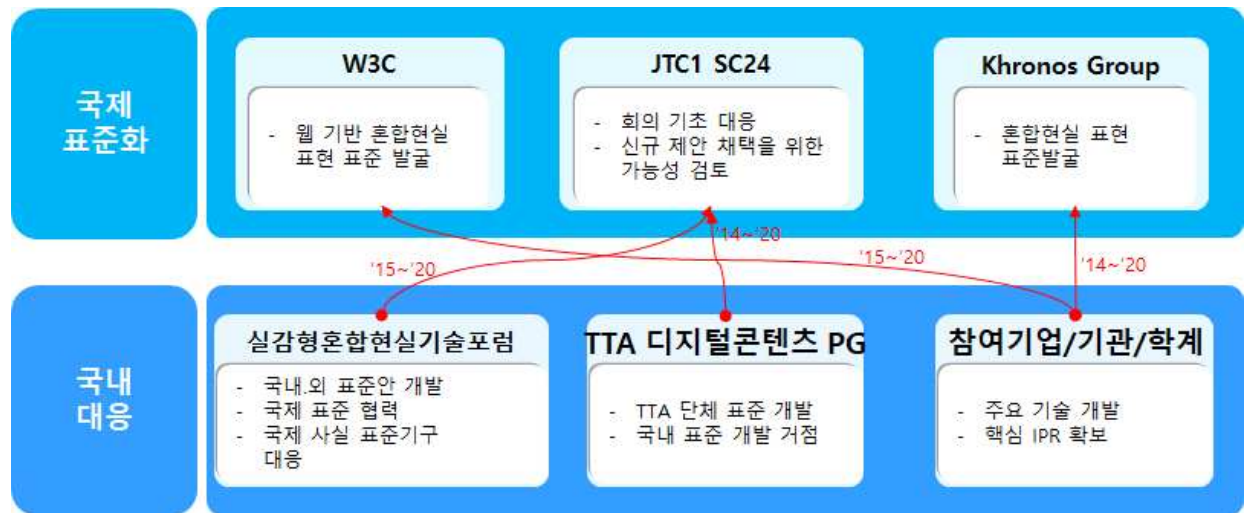 국제
표준화
W3C
- 웹 기반 혼합현실
표현 표준 발굴
JTC1 SC24
- 회의 기초 대응
- 신규 제안 채택을 위한
가능성 검토
Khronos Group
- 혼합현실 표현
표준발굴
'15~'20
'14~'20
'15~'20
'14~'20
국내
대응
실감형혼합현실기술포럼
- 국내.외 표준안 개발
- 국제 표준 협력
- 국제 사실 표준기구
대응
TTA 디지털콘텐츠 PG
- TTA 단체 표준 개발
- 국내 표준 개발 거점
참여기업/기관/학계
- 주요 기술 개발
- 핵심 IPR 확보